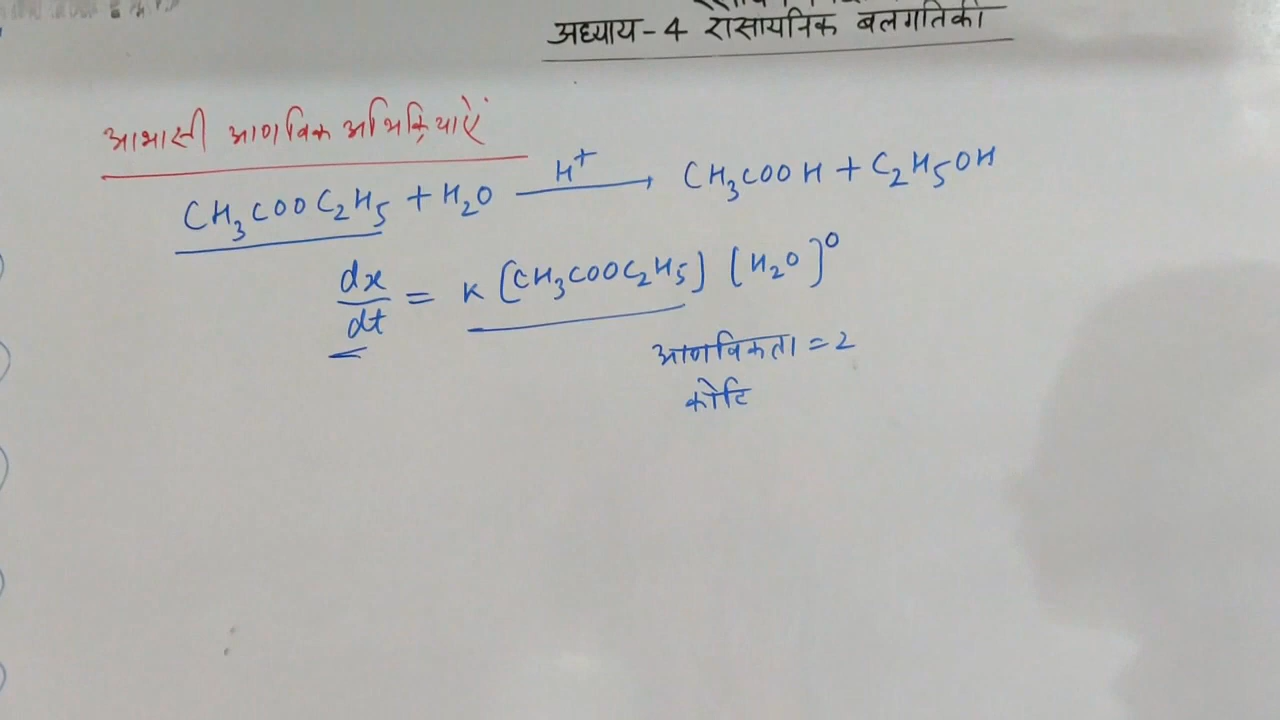 अध्याय-4 रासायनिक बलगतिकी
आभासी आणविक अभिक्रियाऐं
CH₃COOC₂H₅ + H₂O —H⁺→ CH₃COOH + C₂H₅OH
dx/dt = K [CH₃COOC₂H₅] [H₂O]⁰
आणविकता = 2
कोटि